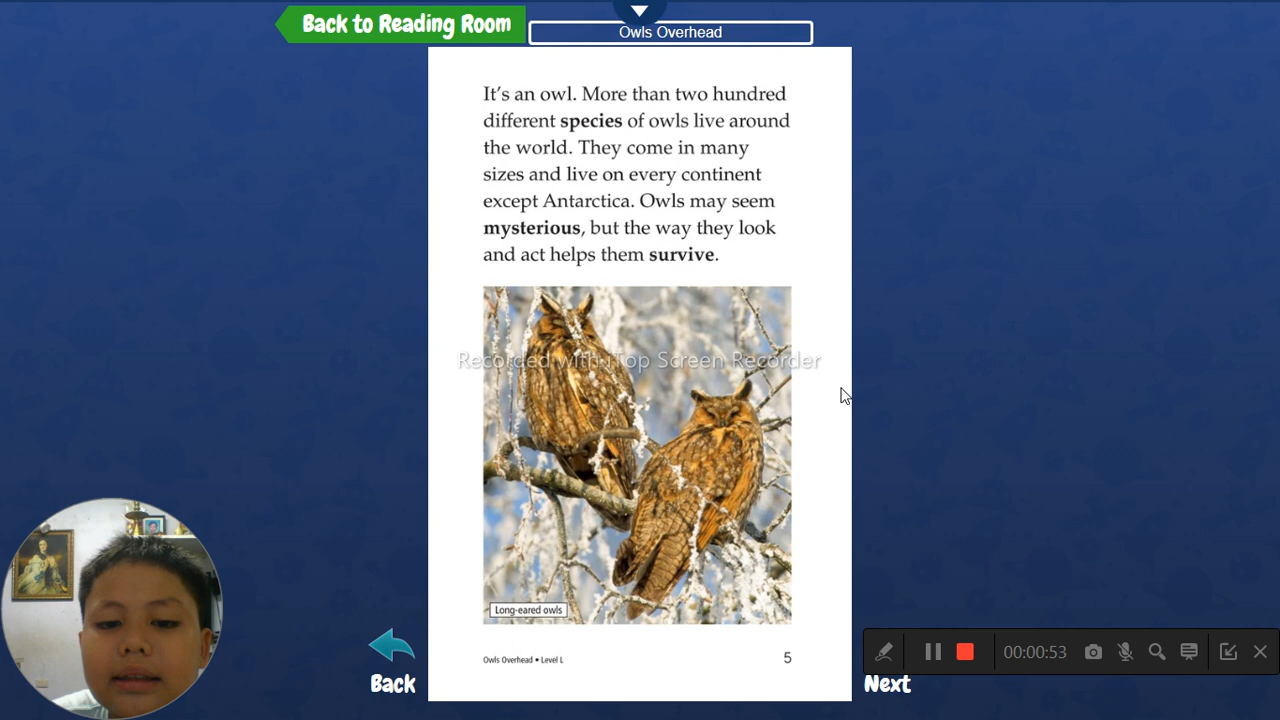 Back to Reading Room
Owls Overhead
It's an owl. More than two hundred
different species of owls live around
the world. They come in many
sizes and live on every continent
except Antarctica. Owls may seem
mysterious, but the way they look
and act helps them survive.
Recorded with iTop Screen Recorder
Long-eared owls
Owls Overhead • Level L
5
Back
Next
00:00:53